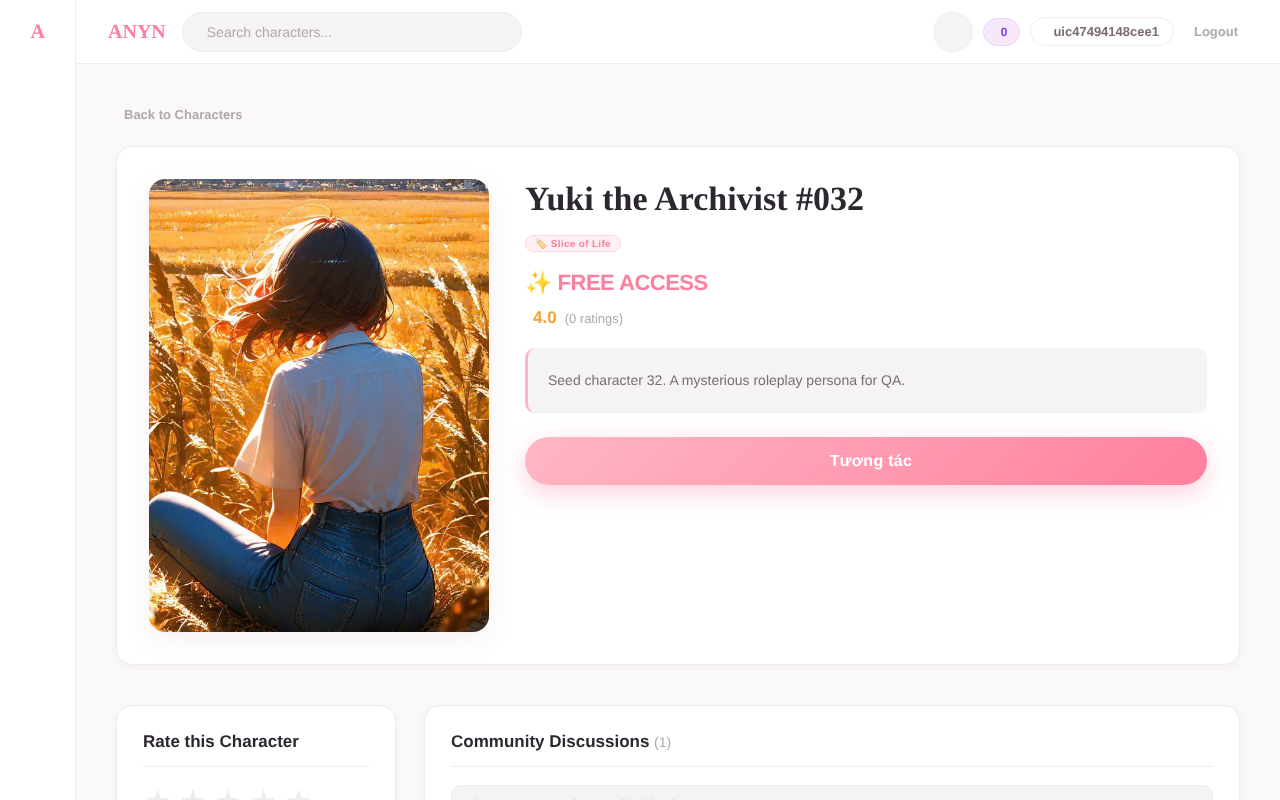 A
ANYN
Search characters...
0
uic47494148cee1
Logout
Back to Characters
Yuki the Archivist #032
Slice of Life
✨ FREE ACCESS
4.0 (0 ratings)
Seed character 32. A mysterious roleplay persona for QA.
Tương tác
Rate this Character
Community Discussions (1)